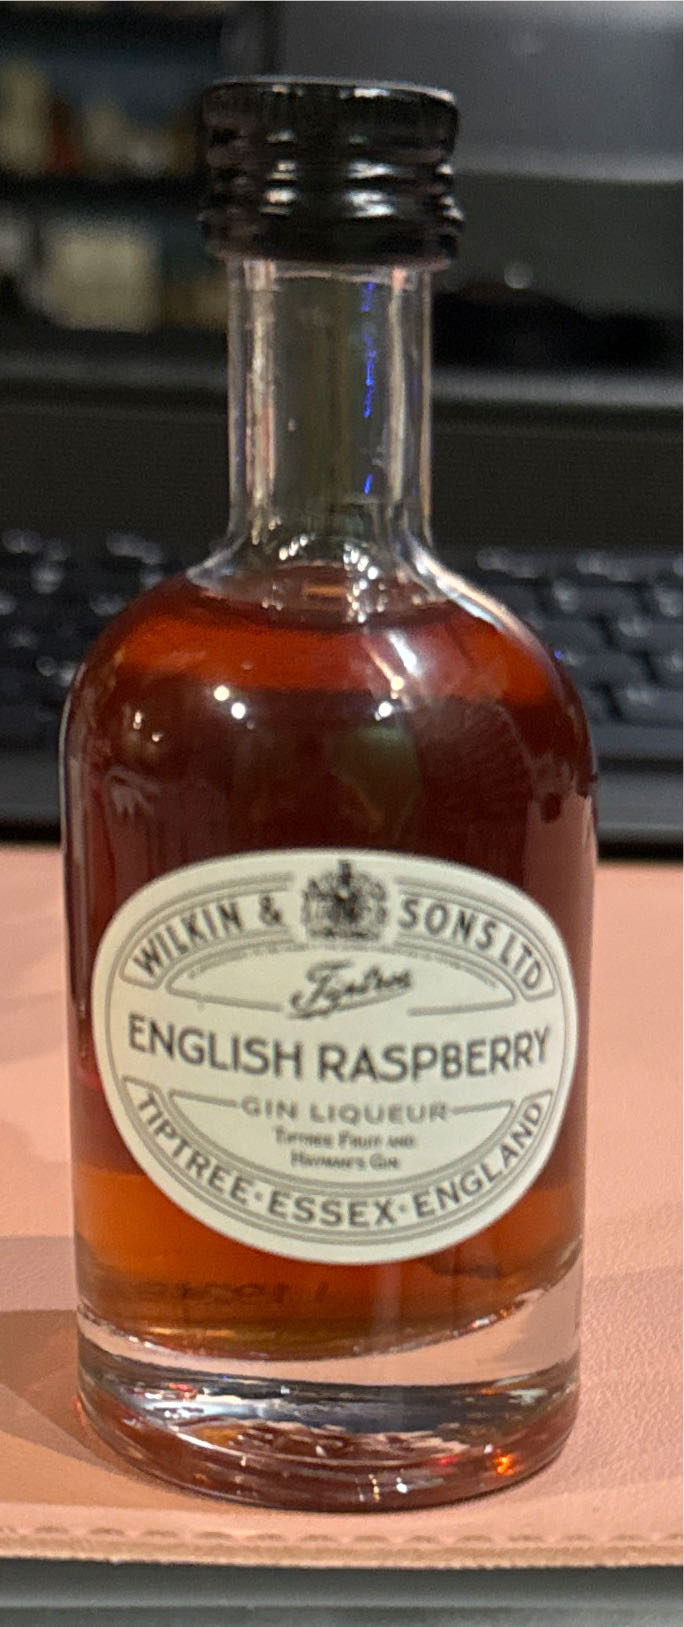 WILKIN & SONS LTD
Tiptree
ENGLISH RASPBERRY
GIN LIQUEUR
TIPTREE FRUIT AND
HAYMAN'S GIN
TIPTREE · ESSEX · ENGLAND